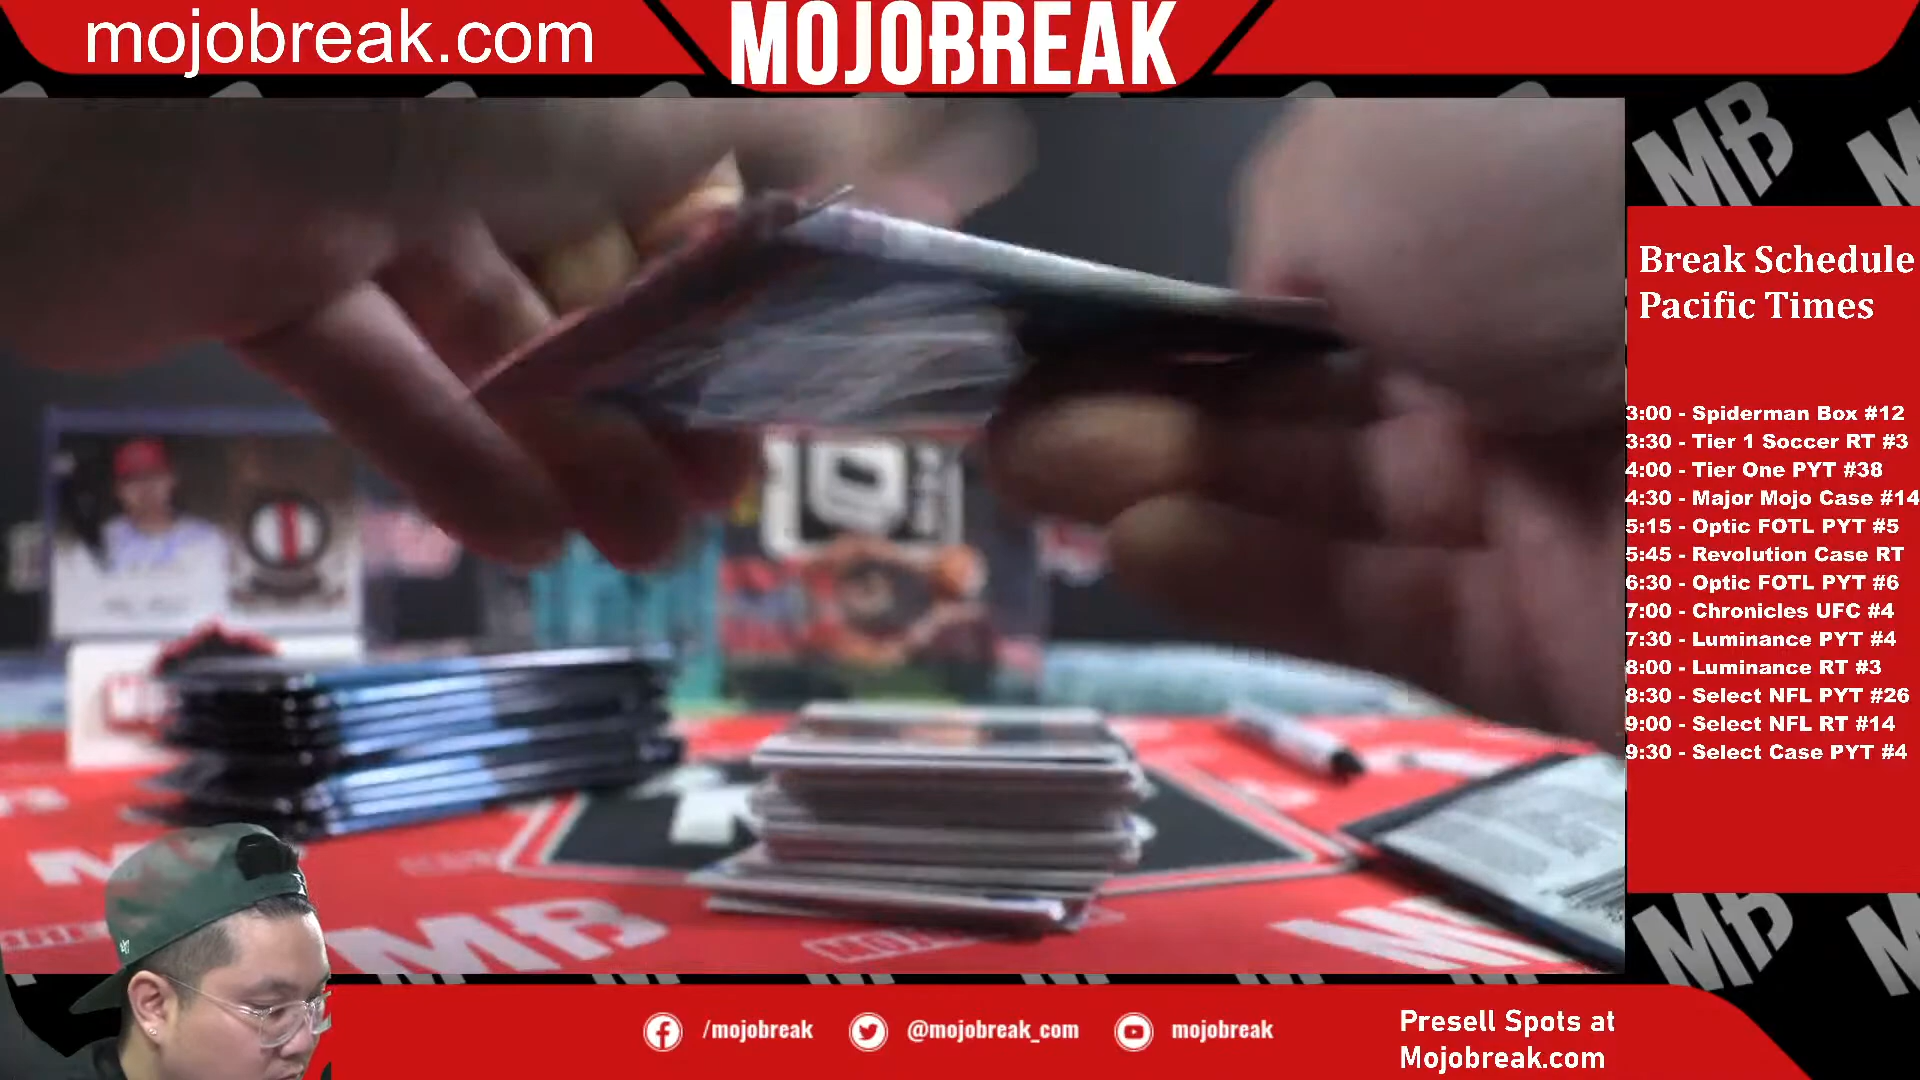 mojobreak.com
MOJOBREAK
MB
Break Schedule
Pacific Times
3:00 - Spiderman Box #12
3:30 - Tier 1 Soccer RT #3
4:00 - Tier One PYT #38
4:30 - Major Mojo Case #14
5:15 - Optic FOTL PYT #5
5:45 - Revolution Case RT
6:30 - Optic FOTL PYT #6
7:00 - Chronicles UFC #4
7:30 - Luminance PYT #4
8:00 - Luminance RT #3
8:30 - Select NFL PYT #26
9:00 - Select NFL RT #14
9:30 - Select Case PYT #4
MB
MB
/mojobreak
@mojobreak_com
mojobreak
Presell Spots at
Mojobreak.com